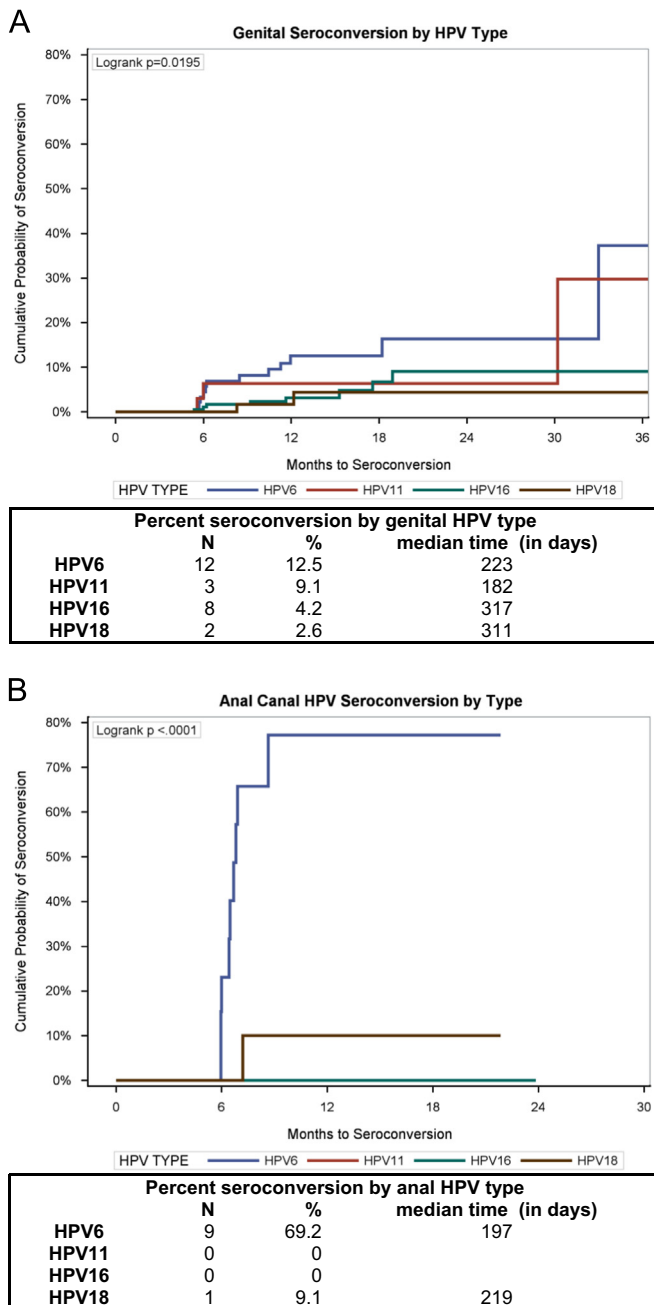 A
Genital Seroconversion by HPV Type
Logrank p=0.0195
Cumulative Probability of Seroconversion
80%
70%
60%
50%
40%
30%
20%
10%
0%
0 6 12 18 24 30 36
Months to Seroconversion
HPV TYPE HPV6 HPV11 HPV16 HPV18
Percent seroconversion by genital HPV type
N % median time (in days)
HPV6 12 12.5 223
HPV11 3 9.1 182
HPV16 8 4.2 317
HPV18 2 2.6 311
B
Anal Canal HPV Seroconversion by Type
Logrank p <.0001
Cumulative Probability of Seroconversion
80%
70%
60%
50%
40%
30%
20%
10%
0%
0 6 12 18 24 30
Months to Seroconversion
HPV TYPE HPV6 HPV11 HPV16 HPV18
Percent seroconversion by anal HPV type
N % median time (in days)
HPV6 9 69.2 197
HPV11 0 0
HPV16 0 0
HPV18 1 9.1 219